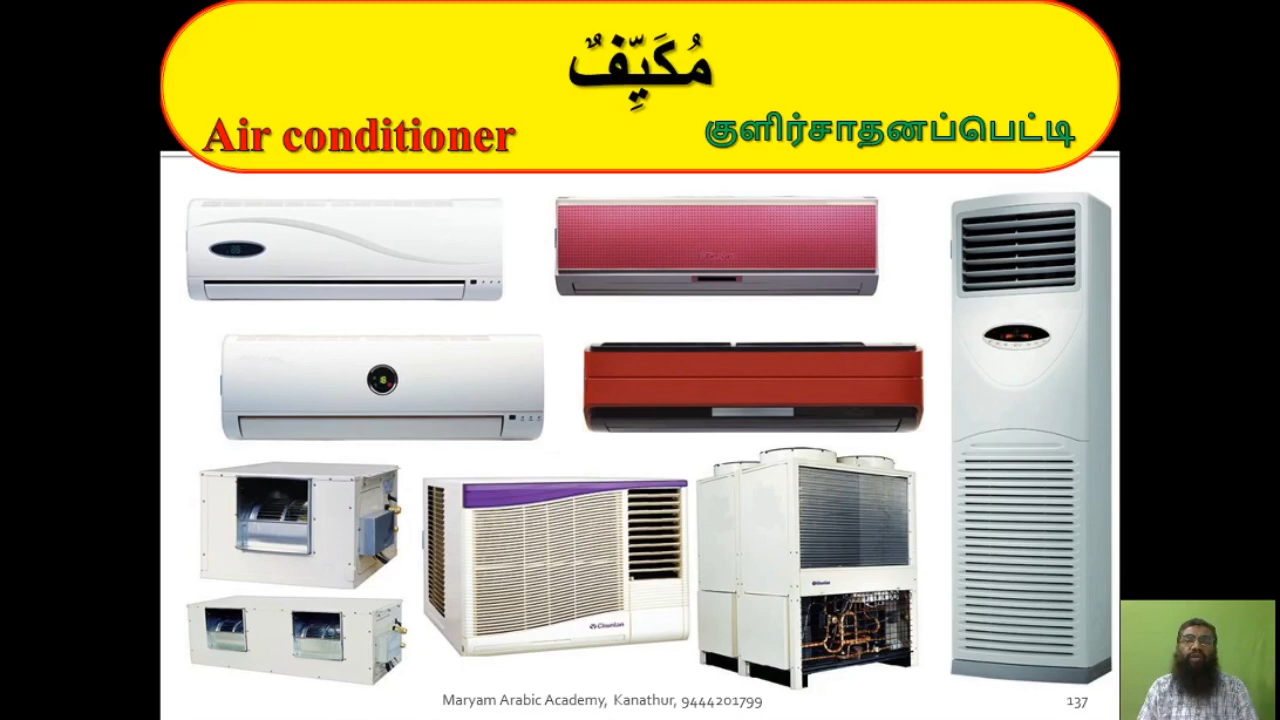 مُكَيِّفٌ
Air conditioner
குளிர்சாதனப்பெட்டி
Maryam Arabic Academy, Kanathur, 9444201799
137